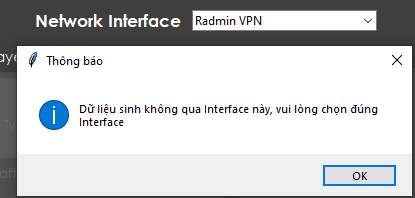 Network Interface
Radmin VPN
Thông báo
Dữ liệu sinh không qua Interface này, vui lòng chọn đúng
Interface
OK